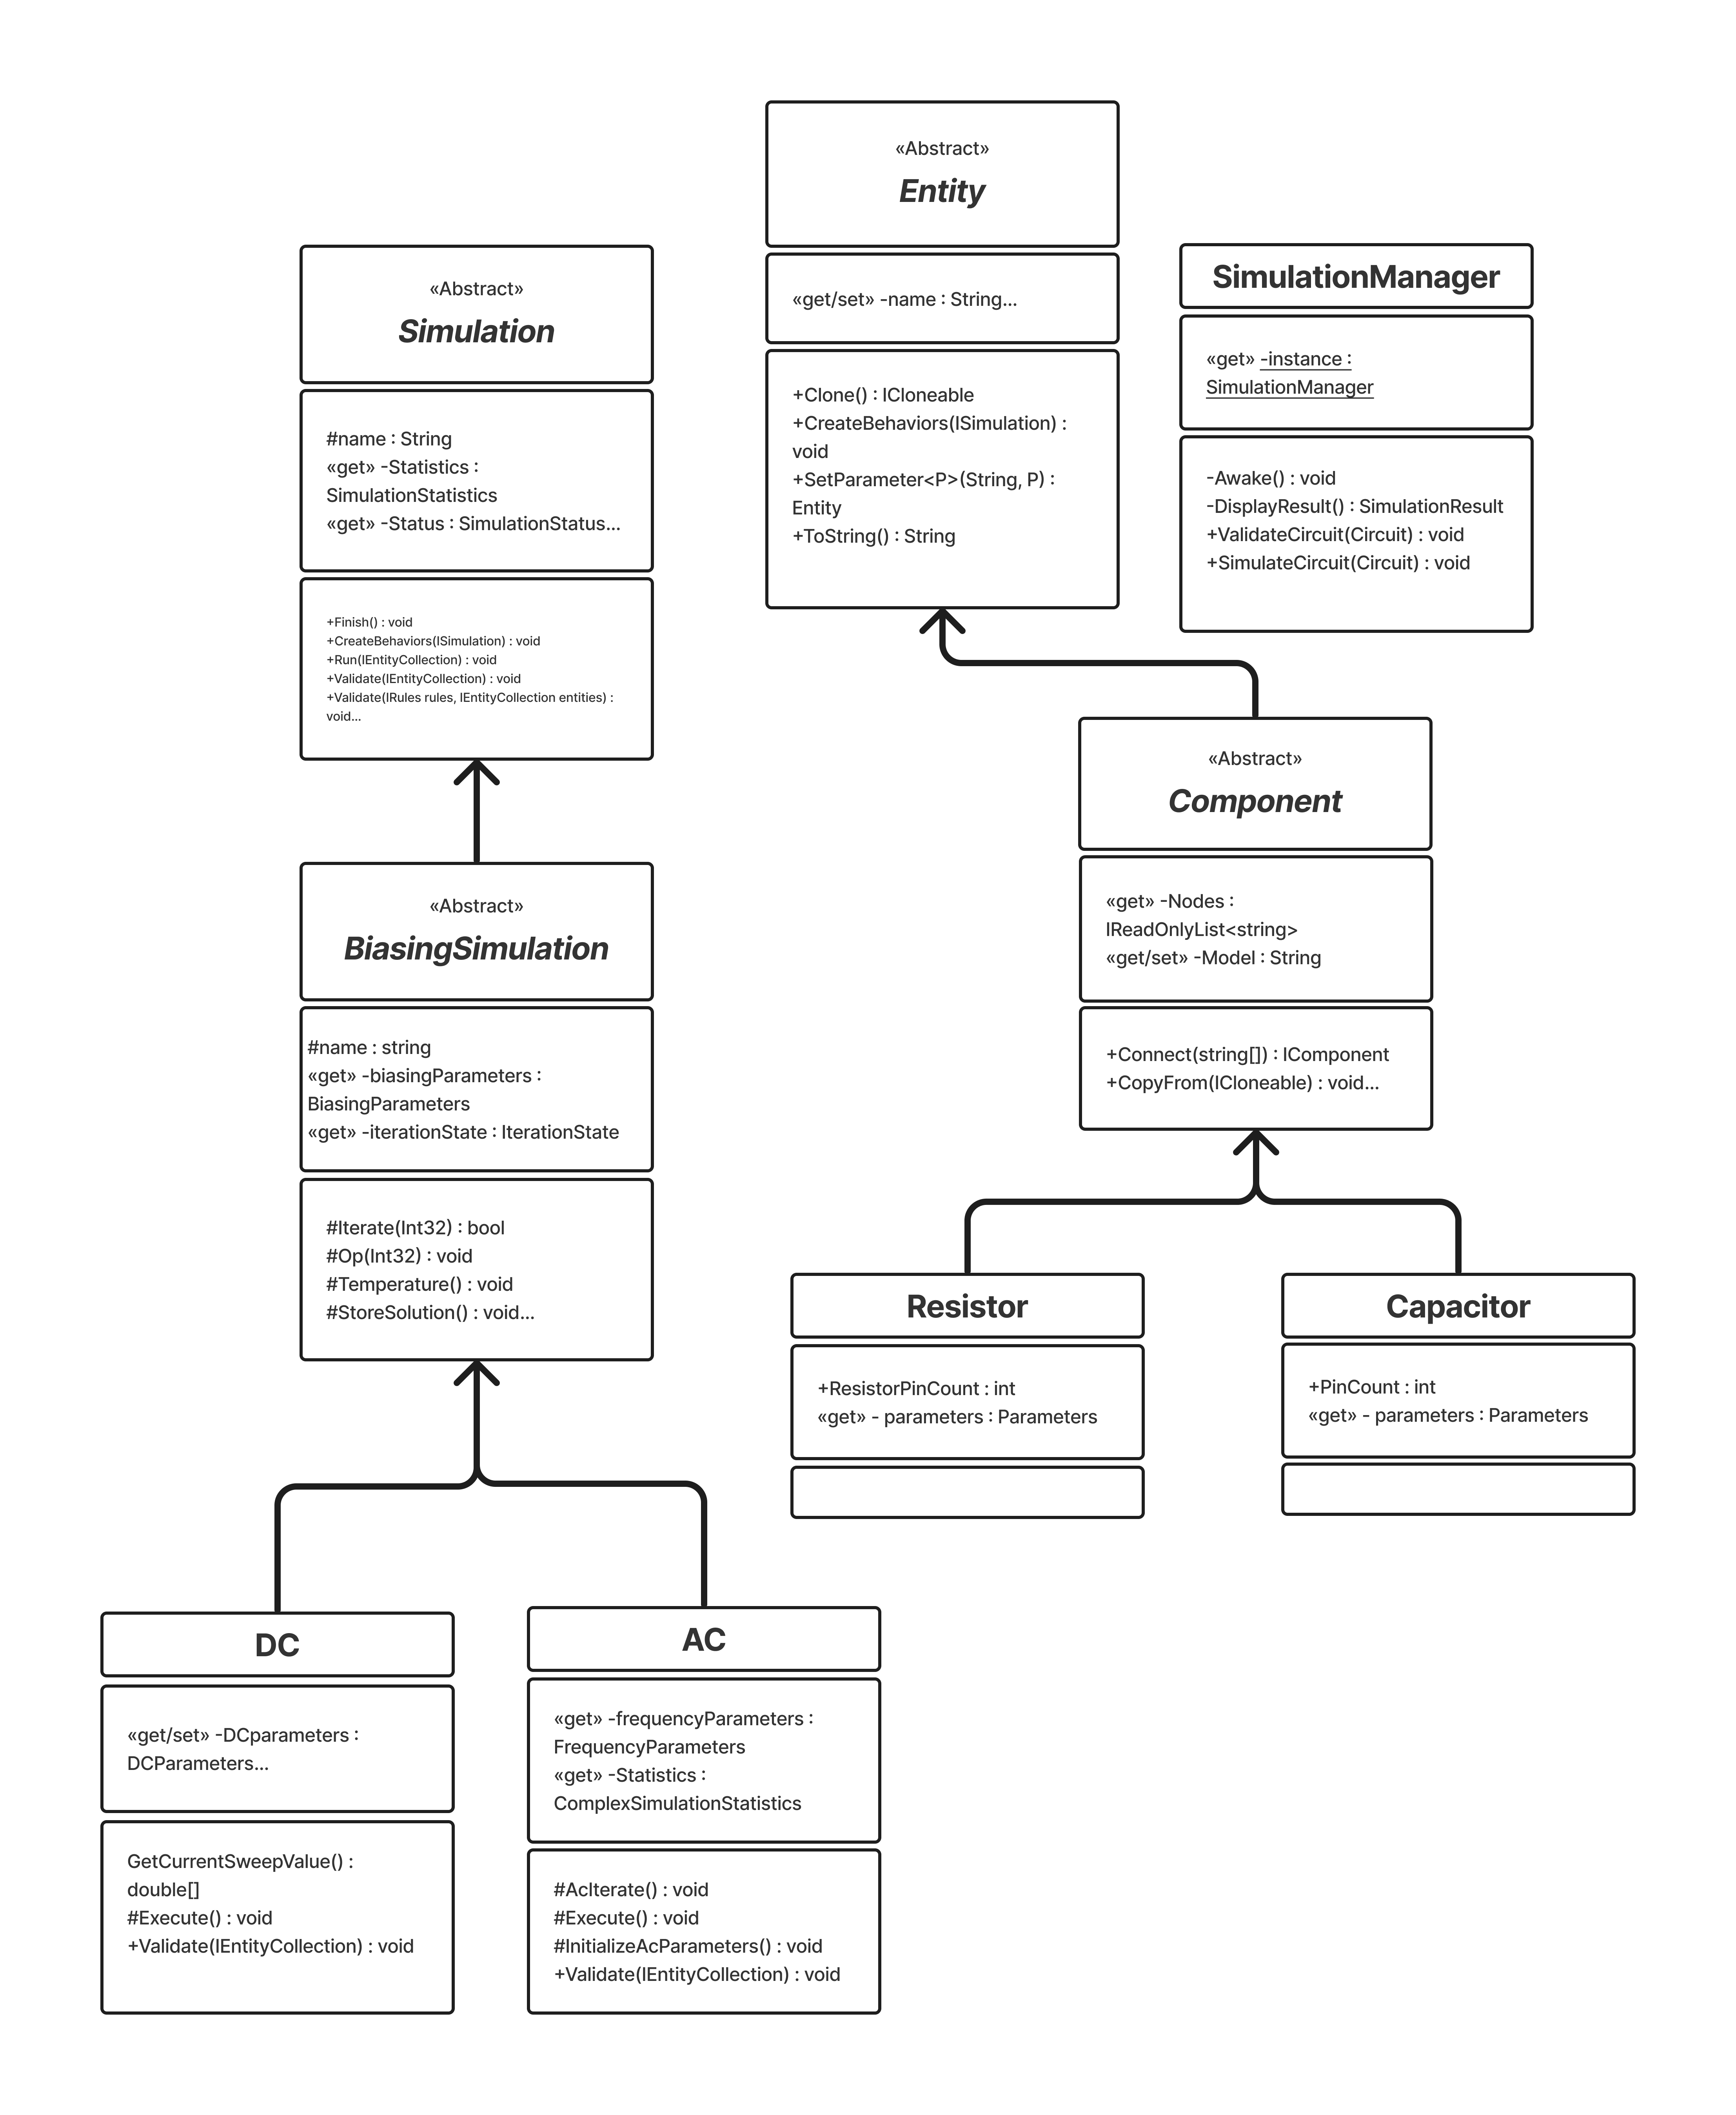 «Abstract»
Entity
«get/set» -name : String...
+Clone() : ICloneable
+CreateBehaviors(ISimulation) :
void
+SetParameter<P>(String, P) :
Entity
+ToString() : String
«Abstract»
Simulation
#name : String
«get» -Statistics :
SimulationStatistics
«get» -Status : SimulationStatus...
+Finish() : void
+CreateBehaviors(ISimulation) : void
+Run(IEntityCollection) : void
+Validate(IEntityCollection) : void
+Validate(IRules rules, IEntityCollection entities) :
void...
SimulationManager
«get» -instance :
SimulationManager
-Awake() : void
-DisplayResult() : SimulationResult
+ValidateCircuit(Circuit) : void
+SimulateCircuit(Circuit) : void
«Abstract»
Component
«get» -Nodes :
IReadOnlyList<string>
«get/set» -Model : String
+Connect(string[]) : IComponent
+CopyFrom(ICloneable) : void...
«Abstract»
BiasingSimulation
#name : string
«get» -biasingParameters :
BiasingParameters
«get» -iterationState : IterationState
#Iterate(Int32) : bool
#Op(Int32) : void
#Temperature() : void
#StoreSolution() : void...
Resistor
+ResistorPinCount : int
«get» - parameters : Parameters
Capacitor
+PinCount : int
«get» - parameters : Parameters
DC
«get/set» -DCparameters :
DCParameters...
GetCurrentSweepValue() :
double[]
#Execute() : void
+Validate(IEntityCollection) : void
AC
«get» -frequencyParameters :
FrequencyParameters
«get» -Statistics :
ComplexSimulationStatistics
#AcIterate() : void
#Execute() : void
#InitializeAcParameters() : void
+Validate(IEntityCollection) : void